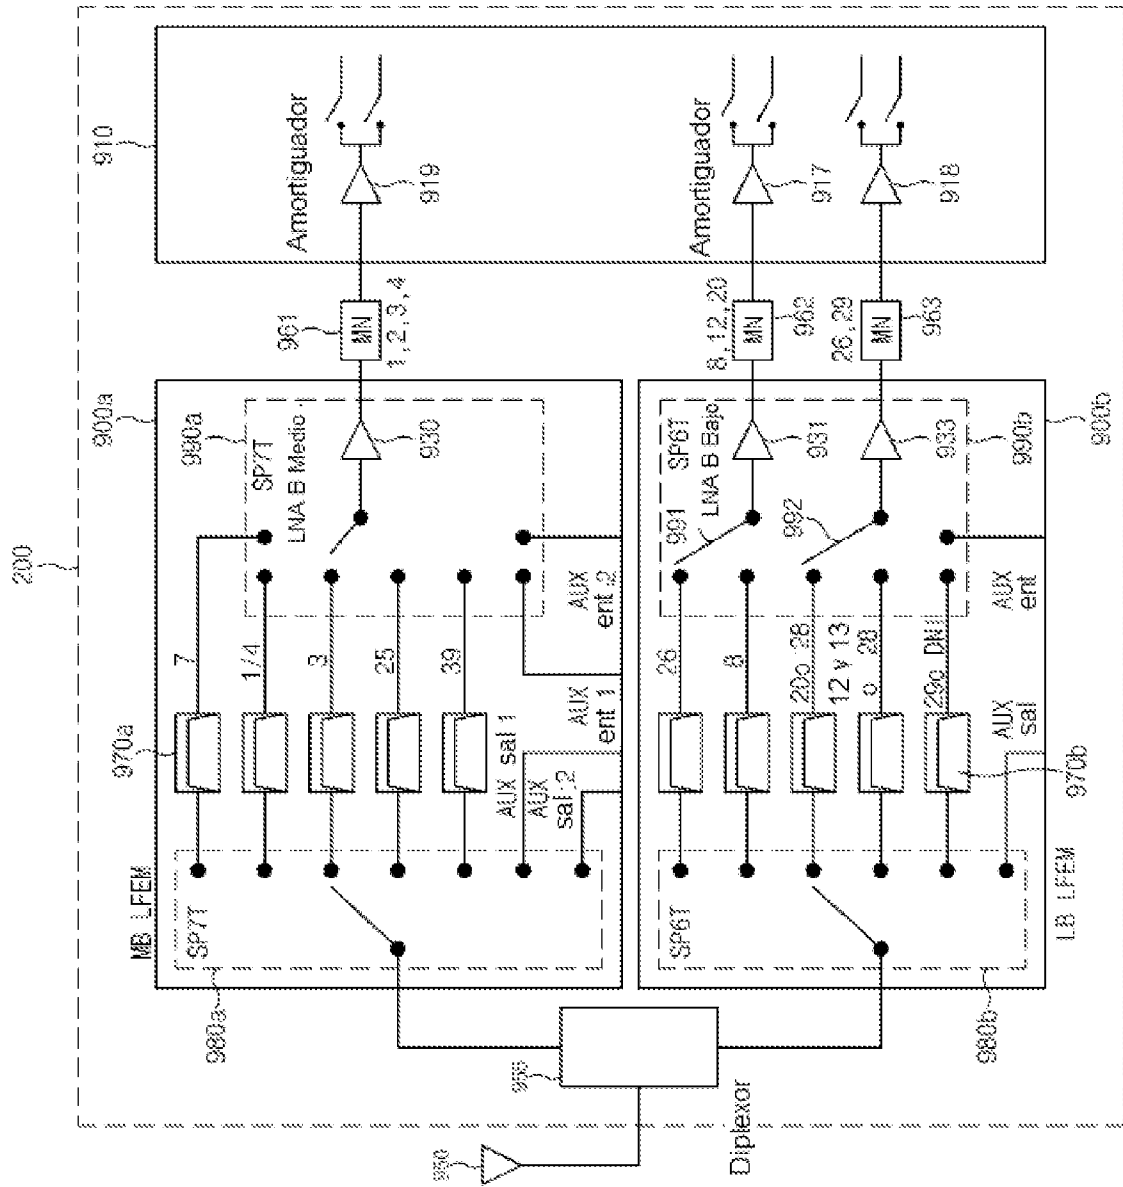 200
910
Amortiguador
919
Amortiguador
917
918
961
MN
1, 2, 3, 4
8, 12, 20
MN
962
26, 29
MN
963
900a
990a
SP7T
LNA B Medio
930
SP6T
LNA B Bajo
931
933
990b
900b
991
992
7
1/4
3
25
39
AUX
ent 2
AUX
ent 1
26
8
20o 28
12 y 13
o 28
29o DNI
AUX
ent
970a
AUX sal 1
AUX
sal 2
AUX
sal
970b
MB LFEM
SP7T
980a
SP6T
LB LFEM
980b
Diplexor